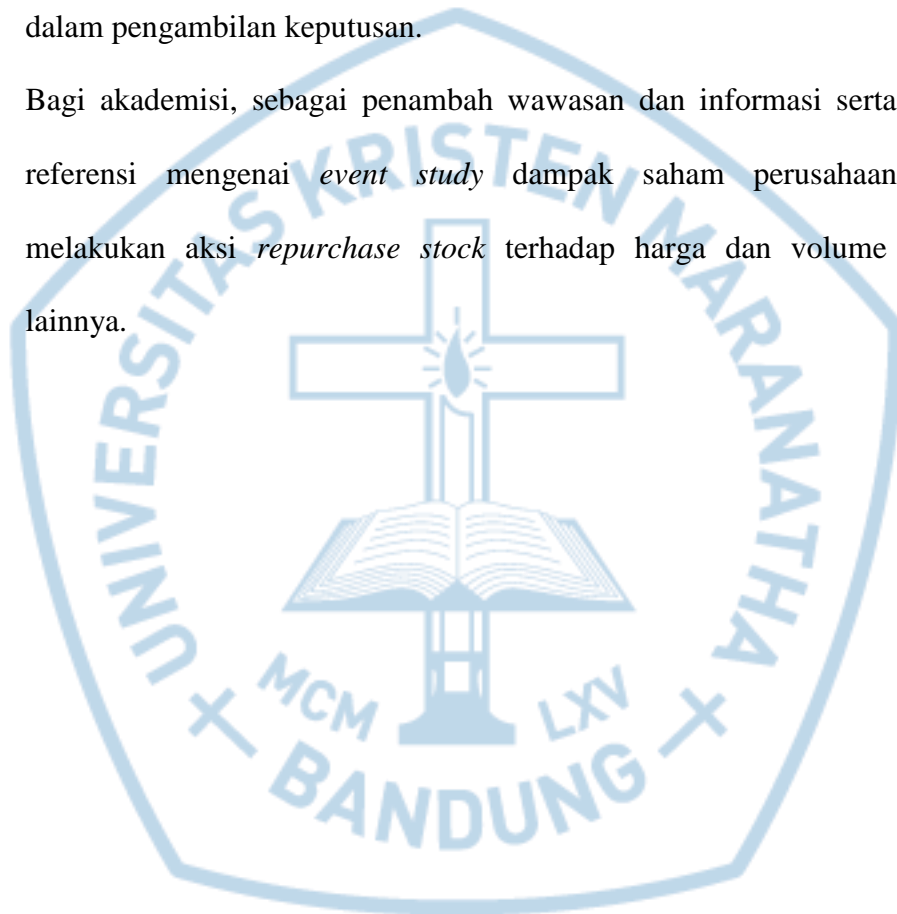 dalam pengambilan keputusan.
Bagi akademisi, sebagai penambah wawasan dan informasi serta
referensi mengenai event study dampak saham perusahaan
melakukan aksi repurchase stock terhadap harga dan volume
lainnya.
UNIVERSITAS KRISTEN MARANATHA
MCM LXV
BANDUNG